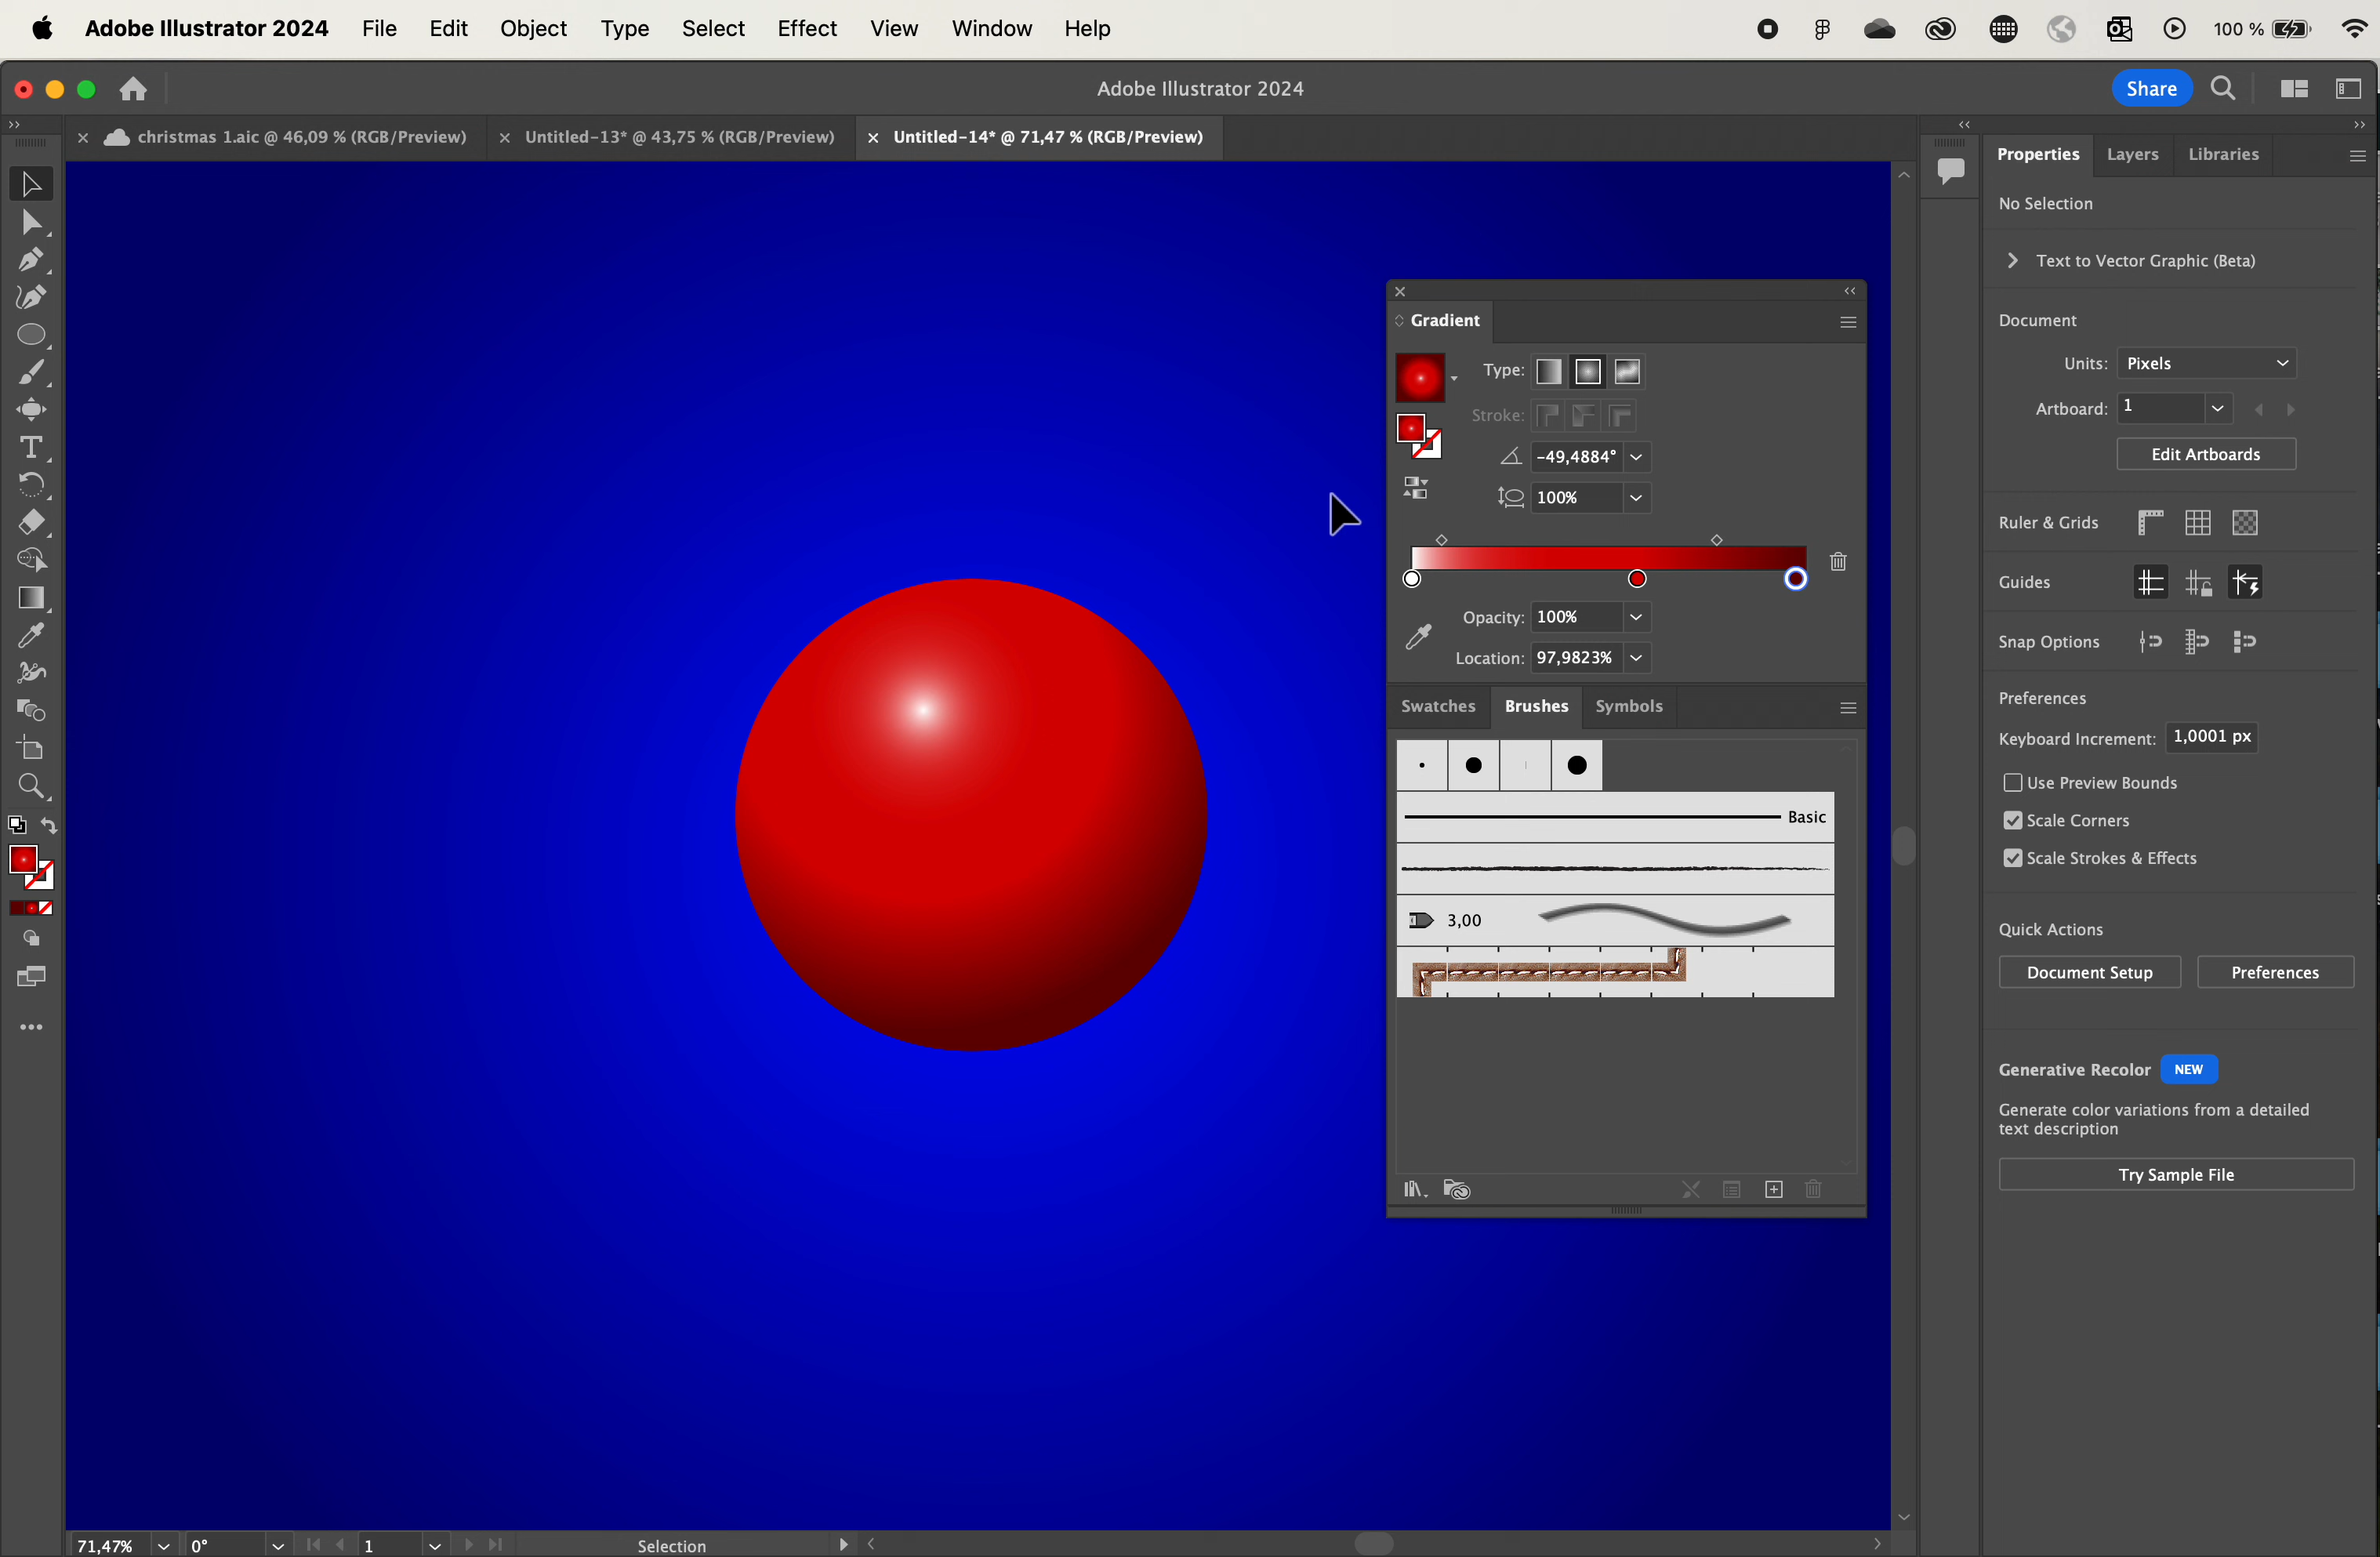 Adobe Illustrator 2024 File Edit Object Type Select Effect View Window Help 100 %
Adobe Illustrator 2024 Share
christmas 1.aic @ 46,09 % (RGB/Preview) Untitled-13* @ 43,75 % (RGB/Preview) Untitled-14* @ 71,47 % (RGB/Preview)
Gradient
Type:
Stroke:
-49,4884°
100%
Opacity: 100%
Location: 97,9823%
Swatches Brushes Symbols
Basic
3,00
Properties Layers Libraries
No Selection
Text to Vector Graphic (Beta)
Document
Units: Pixels
Artboard: 1
Edit Artboards
Ruler & Grids
Guides
Snap Options
Preferences
Keyboard Increment: 1,0001 px
Use Preview Bounds
Scale Corners
Scale Strokes & Effects
Quick Actions
Document Setup Preferences
Generative Recolor NEW
Generate color variations from a detailed
text description
Try Sample File
71,47% 0° 1 Selection